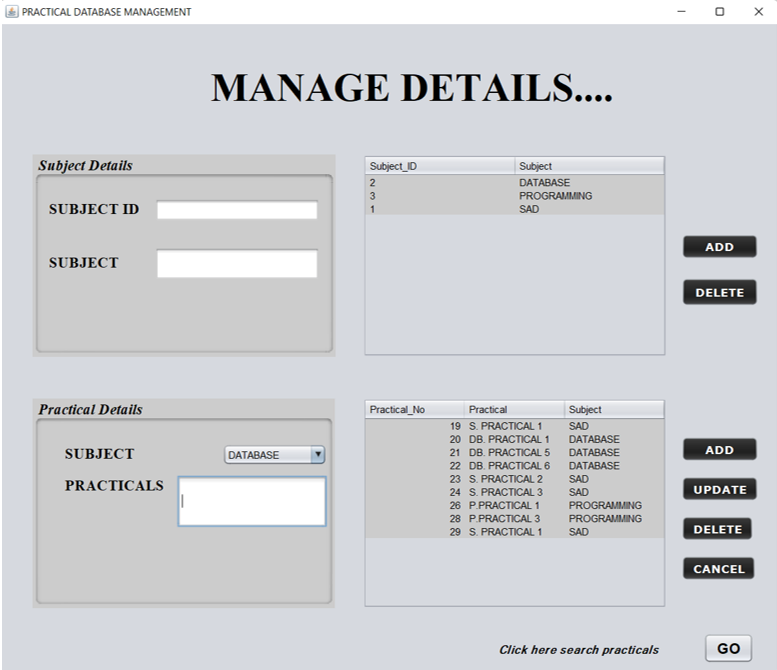 PRACTICAL DATABASE MANAGEMENT
MANAGE DETAILS....
Subject Details
SUBJECT ID
SUBJECT
Subject_ID Subject
2 DATABASE
3 PROGRAMMING
1 SAD
ADD
DELETE
Practical Details
SUBJECT DATABASE
PRACTICALS
Practical_No Practical Subject
19 S. PRACTICAL 1 SAD
20 DB. PRACTICAL 1 DATABASE
21 DB. PRACTICAL 5 DATABASE
22 DB. PRACTICAL 6 DATABASE
23 S. PRACTICAL 2 SAD
24 S. PRACTICAL 3 SAD
26 P.PRACTICAL 1 PROGRAMMING
28 P.PRACTICAL 3 PROGRAMMING
29 S. PRACTICAL 1 SAD
ADD
UPDATE
DELETE
CANCEL
Click here search practicals GO